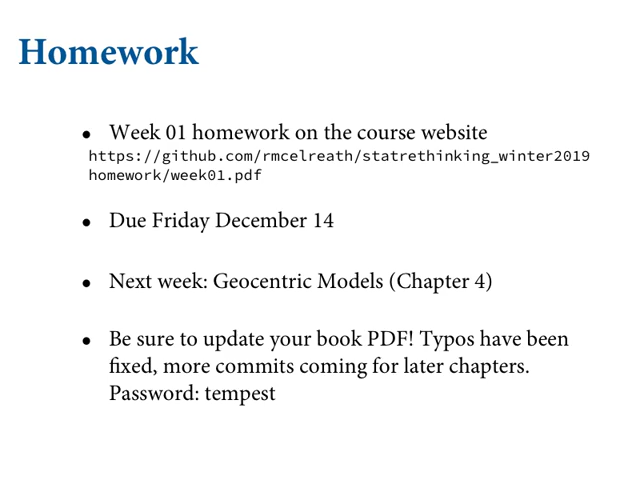 Homework
• Week 01 homework on the course website
https://github.com/rmcelreath/statrethinking_winter2019
homework/week01.pdf
• Due Friday December 14
• Next week: Geocentric Models (Chapter 4)
• Be sure to update your book PDF! Typos have been
fixed, more commits coming for later chapters.
Password: tempest